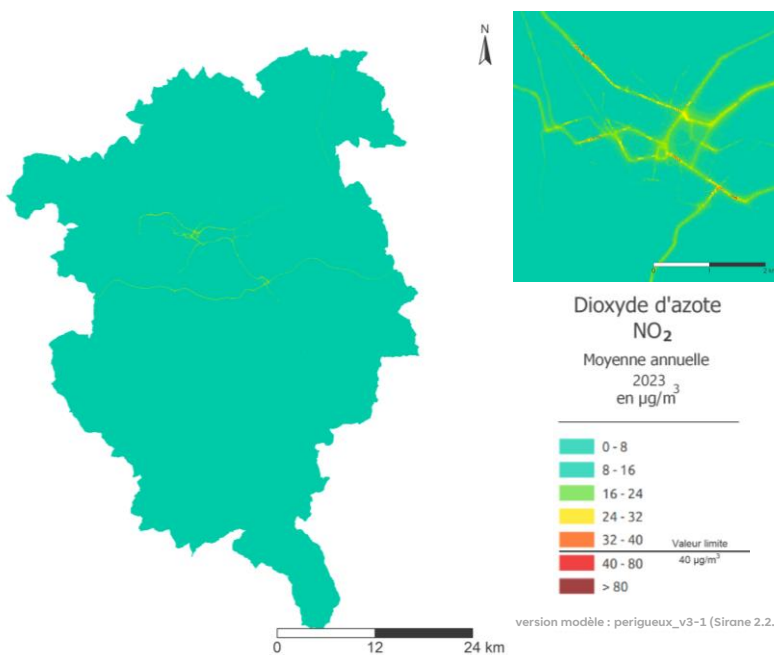 N
0
2
Dioxyde d'azote
NO₂
Moyenne annuelle
2023
en µg/m³
0 - 8
8 - 16
16 - 24
24 - 32
32 - 40
Valeur limite
40 µg/m³
40 - 80
> 80
version modèle : perigueux_v3-1 (Sirane 2.2.
0
12
24 km